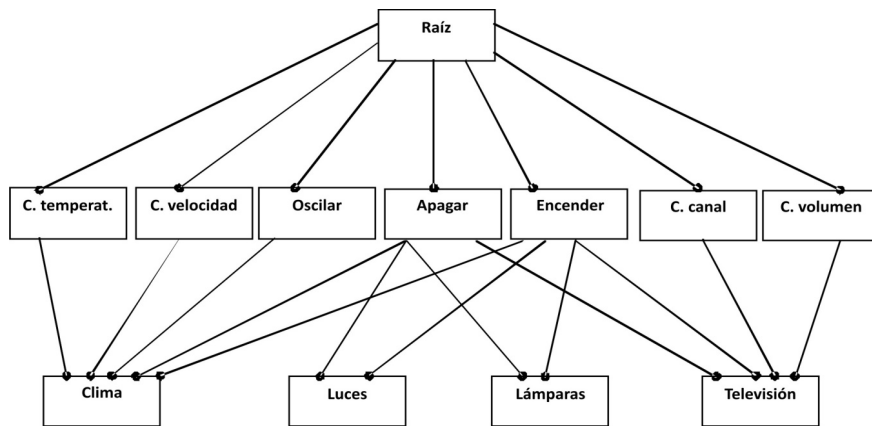 Raíz
C. temperat.
C. velocidad
Oscilar
Apagar
Encender
C. canal
C. volumen
Clima
Luces
Lámparas
Televisión